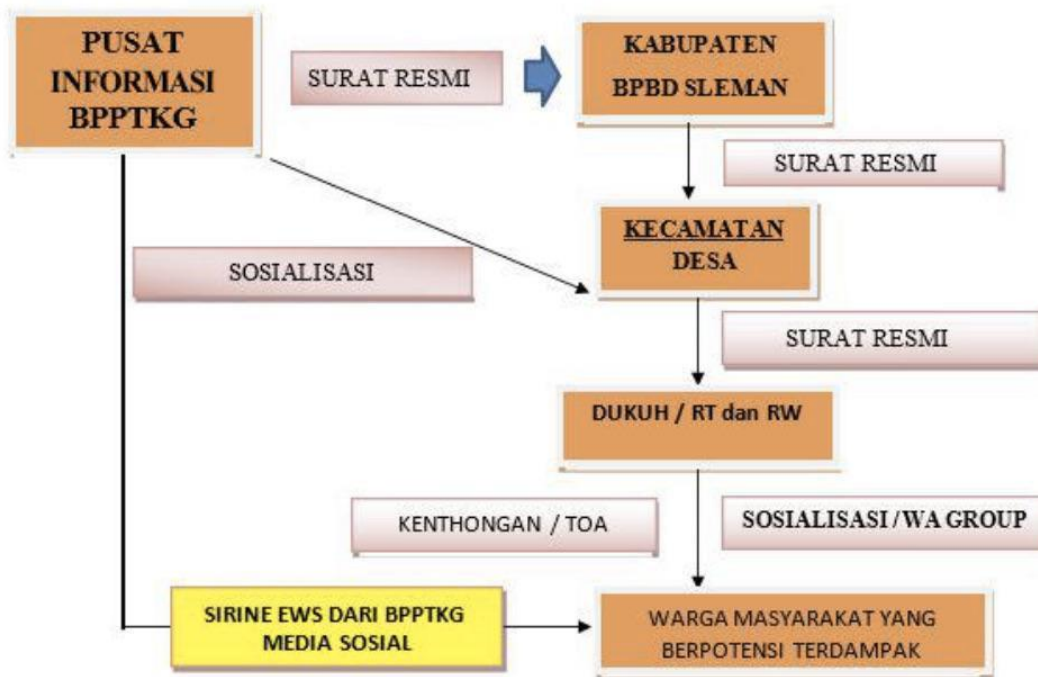 PUSAT
INFORMASI
BPPTKG
SURAT RESMI
KABUPATEN
BPBD SLEMAN
SURAT RESMI
KECAMATAN
DESA
SOSIALISASI
SURAT RESMI
DUKUH / RT dan RW
KENTHONGAN / TOA
SOSIALISASI / WA GROUP
SIRINE EWS DARI BPPTKG
MEDIA SOSIAL
WARGA MASYARAKAT YANG
BERPOTENSI TERDAMPAK